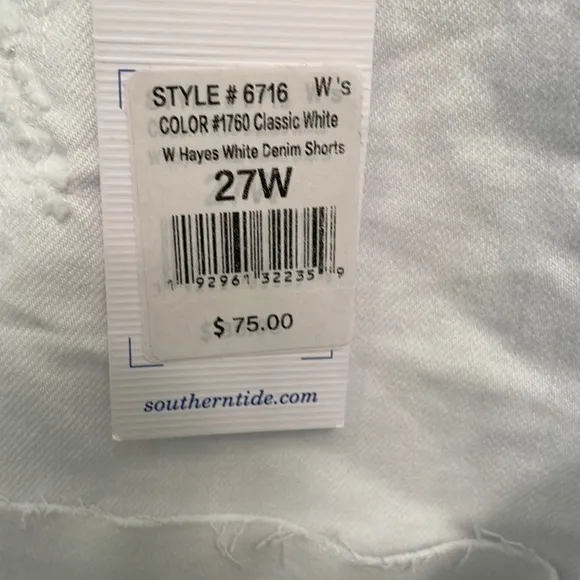 STYLE # 6716 W's
COLOR #1760 Classic White
W Hayes White Denim Shorts
27W
1 92961 32235 9
$ 75.00
southerntide.com